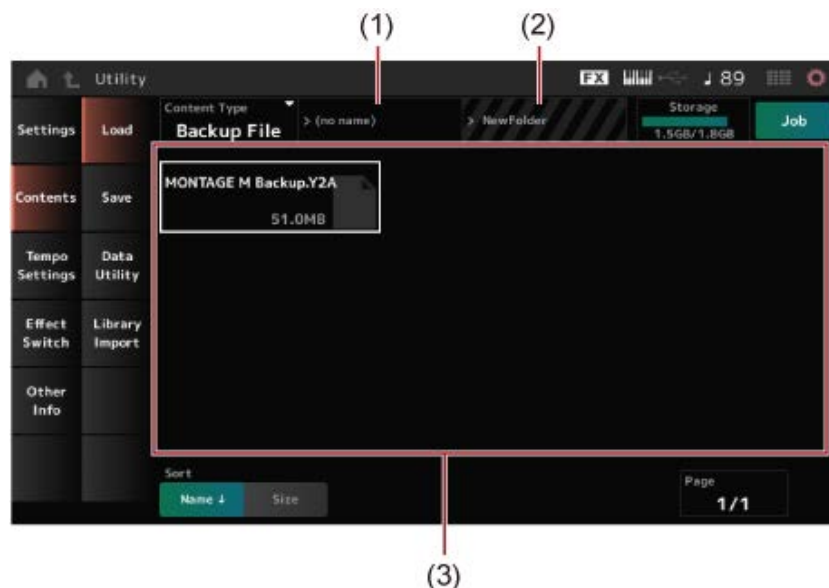 (1) (2)
Utility FX 89
Settings Load Content Type Backup File > (no name) > NewFolder Storage 1.5GB/1.8GB Job
Contents Save MONTAGE M Backup.Y2A
51.0MB
Tempo Settings Data Utility
Effect Switch Library Import
Other Info
Sort
Name ↓ Size
Page
1/1
(3)